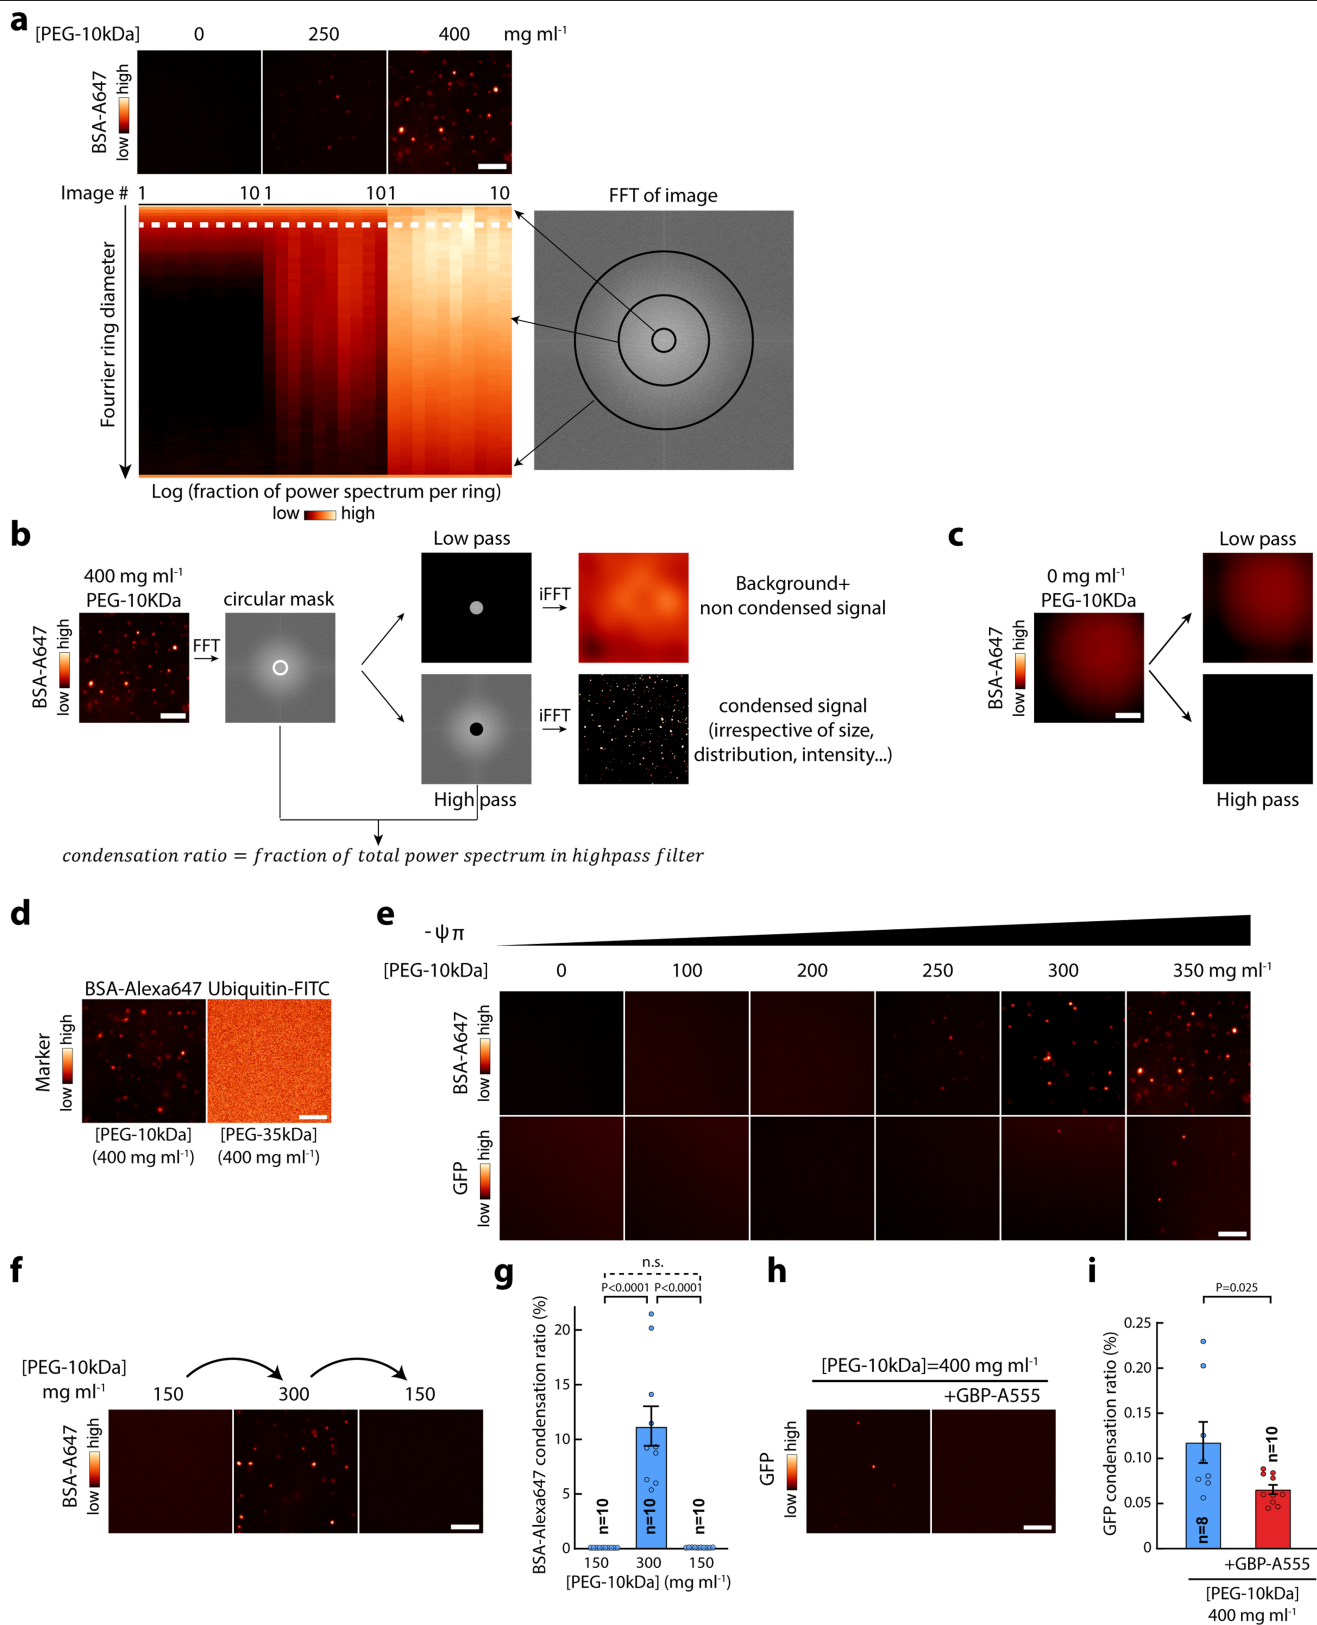 a
[PEG-10kDa] 0 250 400 mg ml-1
BSA-A647
low high
Image # 1 10 1 10 1 10
FFT of image
Fourrier ring diameter
Log (fraction of power spectrum per ring)
low high
b
400 mg ml-1
PEG-10KDa
BSA-A647
low high
FFT
circular mask
Low pass
iFFT
Background+
non condensed signal
High pass
iFFT
condensed signal
(irrespective of size,
distribution, intensity...)
condensation ratio = fraction of total power spectrum in highpass filter
c
0 mg ml-1
PEG-10KDa
BSA-A647
low high
Low pass
High pass
d
BSA-Alexa647 Ubiquitin-FITC
Marker
low high
[PEG-10kDa] [PEG-35kDa]
(400 mg ml-1) (400 mg ml-1)
e
- ψ π
[PEG-10kDa] 0 100 200 250 300 350 mg ml-1
BSA-A647
low high
GFP
low high
f
[PEG-10kDa]
mg ml-1 150 300 150
BSA-A647
low high
g
n.s.
P<0.0001 P<0.0001
BSA-Alexa647 condensation ratio (%)
20
15
10
5
0
n=10 n=10 n=10
150 300 150
[PEG-10kDa] (mg ml-1)
h
[PEG-10kDa]=400 mg ml-1
+GBP-A555
GFP
low high
i
P=0.025
GFP condensation ratio (%)
0.25
0.20
0.15
0.10
0.05
0
n=8 n=10
+GBP-A555
[PEG-10kDa]
400 mg ml-1